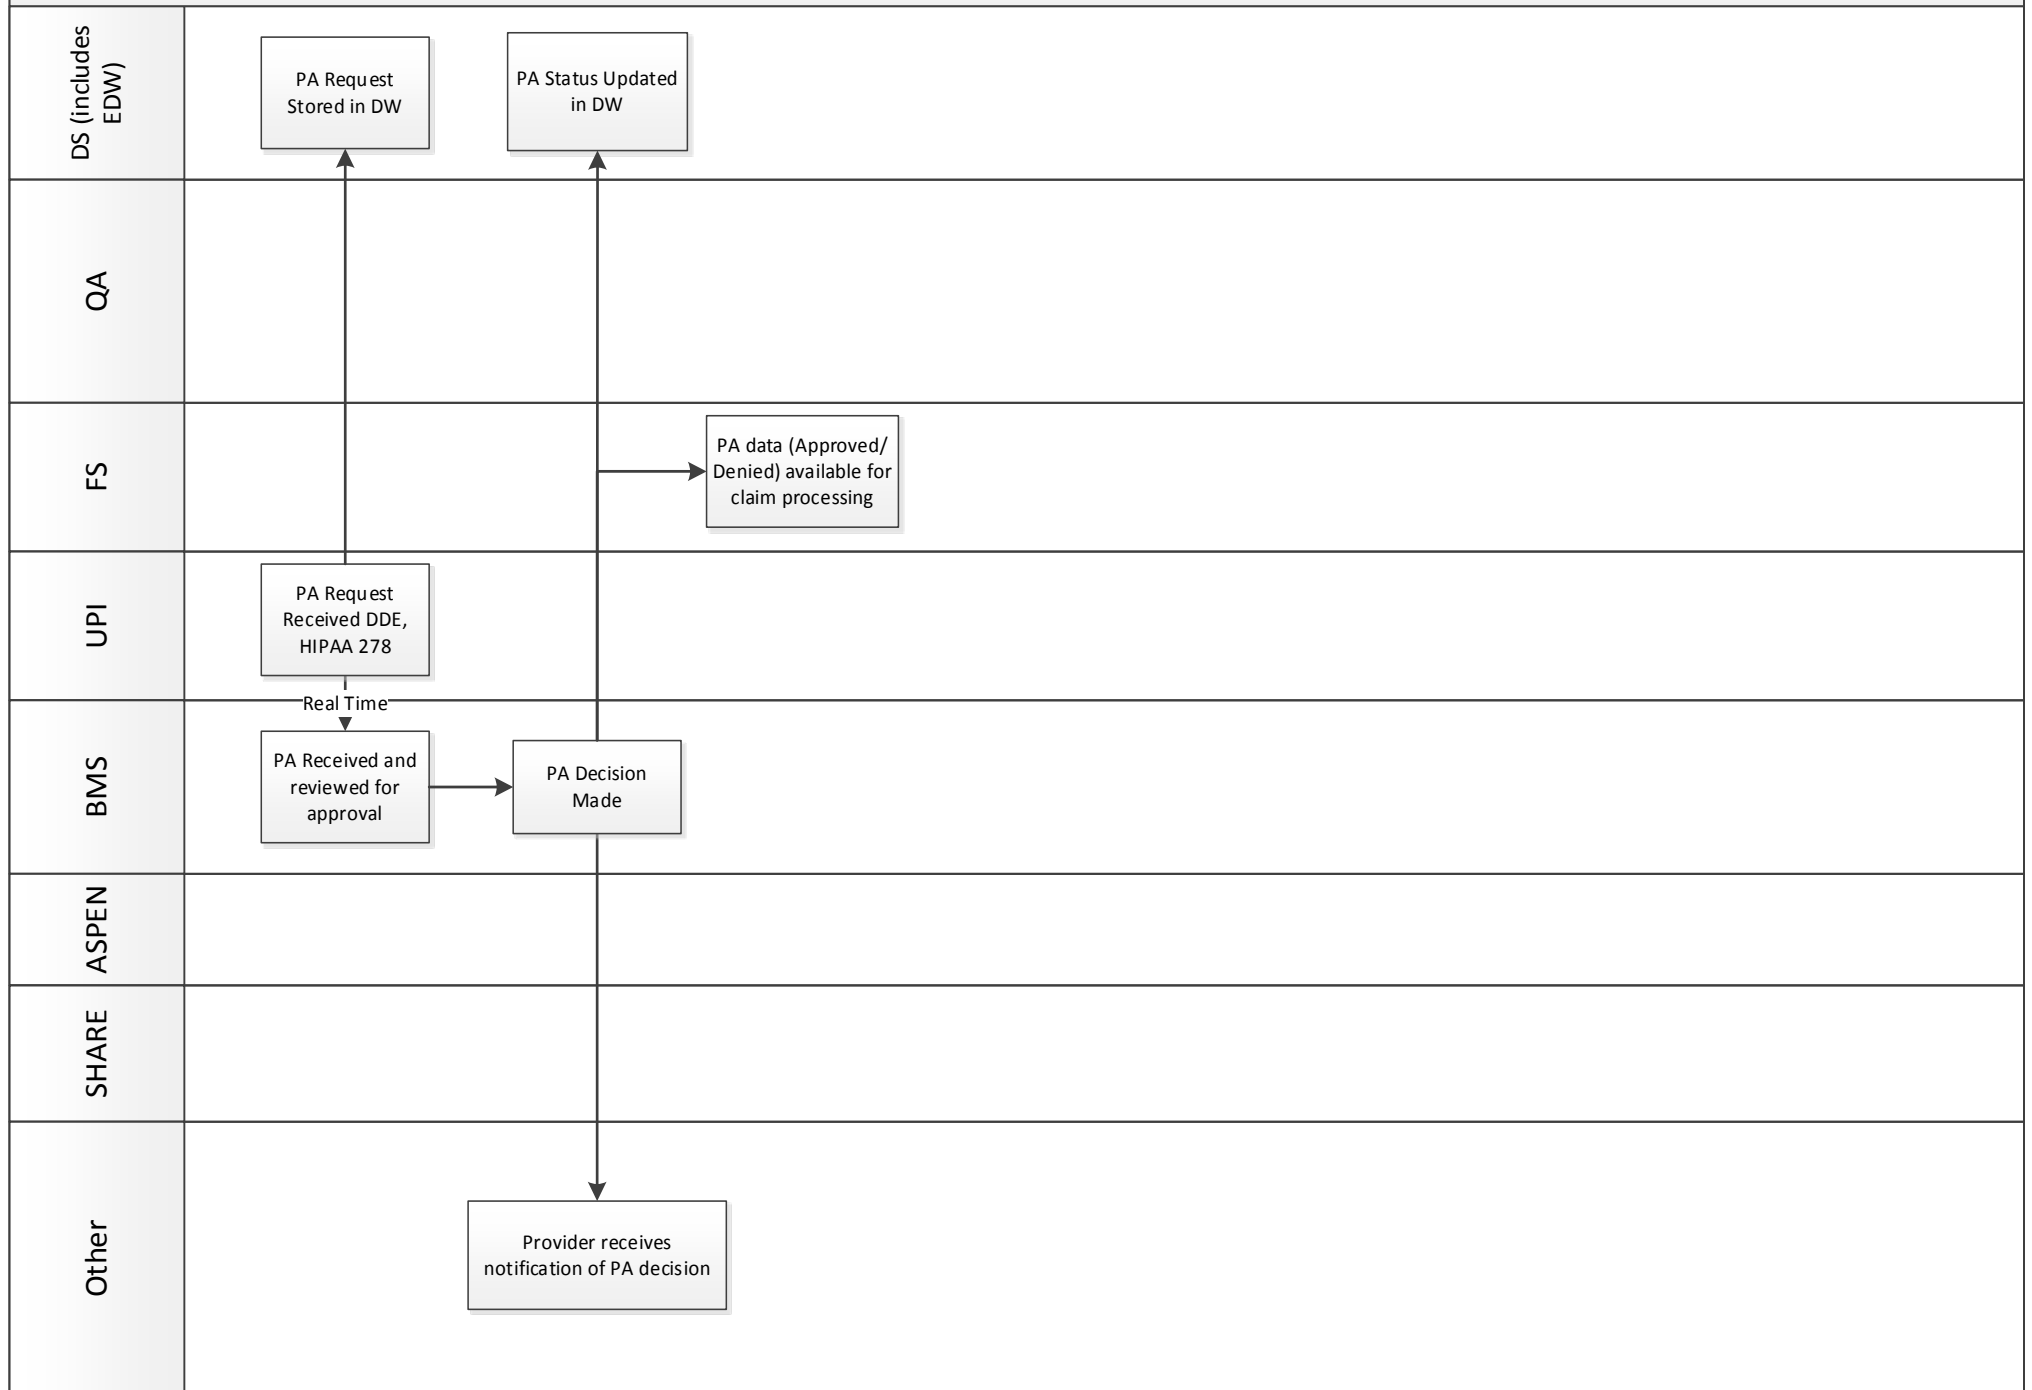 DS (includes
EDW)
PA Request
Stored in DW
PA Status Updated
in DW
QA
FS
PA data (Approved/
Denied) available for
claim processing
UPI
PA Request
Received DDE,
HIPAA 278
Real Time
BMS
PA Received and
reviewed for
approval
PA Decision
Made
ASPEN
SHARE
Other
Provider receives
notification of PA decision